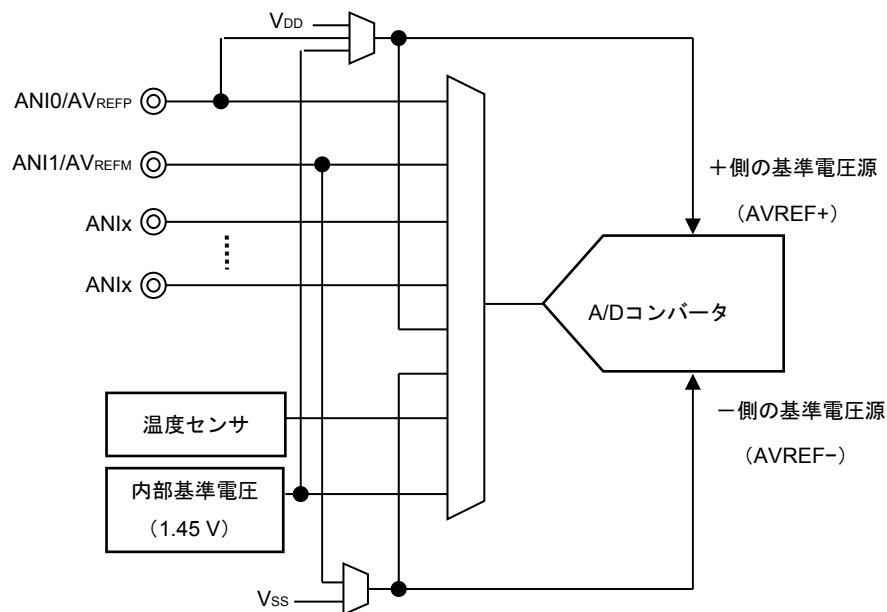 VDD
ANI0/AVREFP
ANI1/AVREFM
ANIx
ANIx
+側の基準電圧源
(AVREF+)
A/Dコンバータ
温度センサ
内部基準電圧
(1.45 V)
-側の基準電圧源
(AVREF-)
VSS